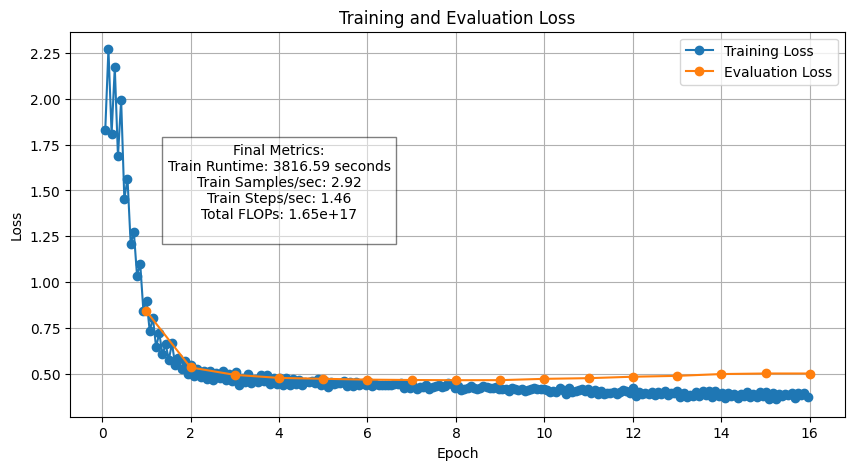 Training and Evaluation Loss
Training Loss
Evaluation Loss
Final Metrics:
Train Runtime: 3816.59 seconds
Train Samples/sec: 2.92
Train Steps/sec: 1.46
Total FLOPs: 1.65e+17
Loss
2.25
2.00
1.75
1.50
1.25
1.00
0.75
0.50
0 2 4 6 8 10 12 14 16
Epoch